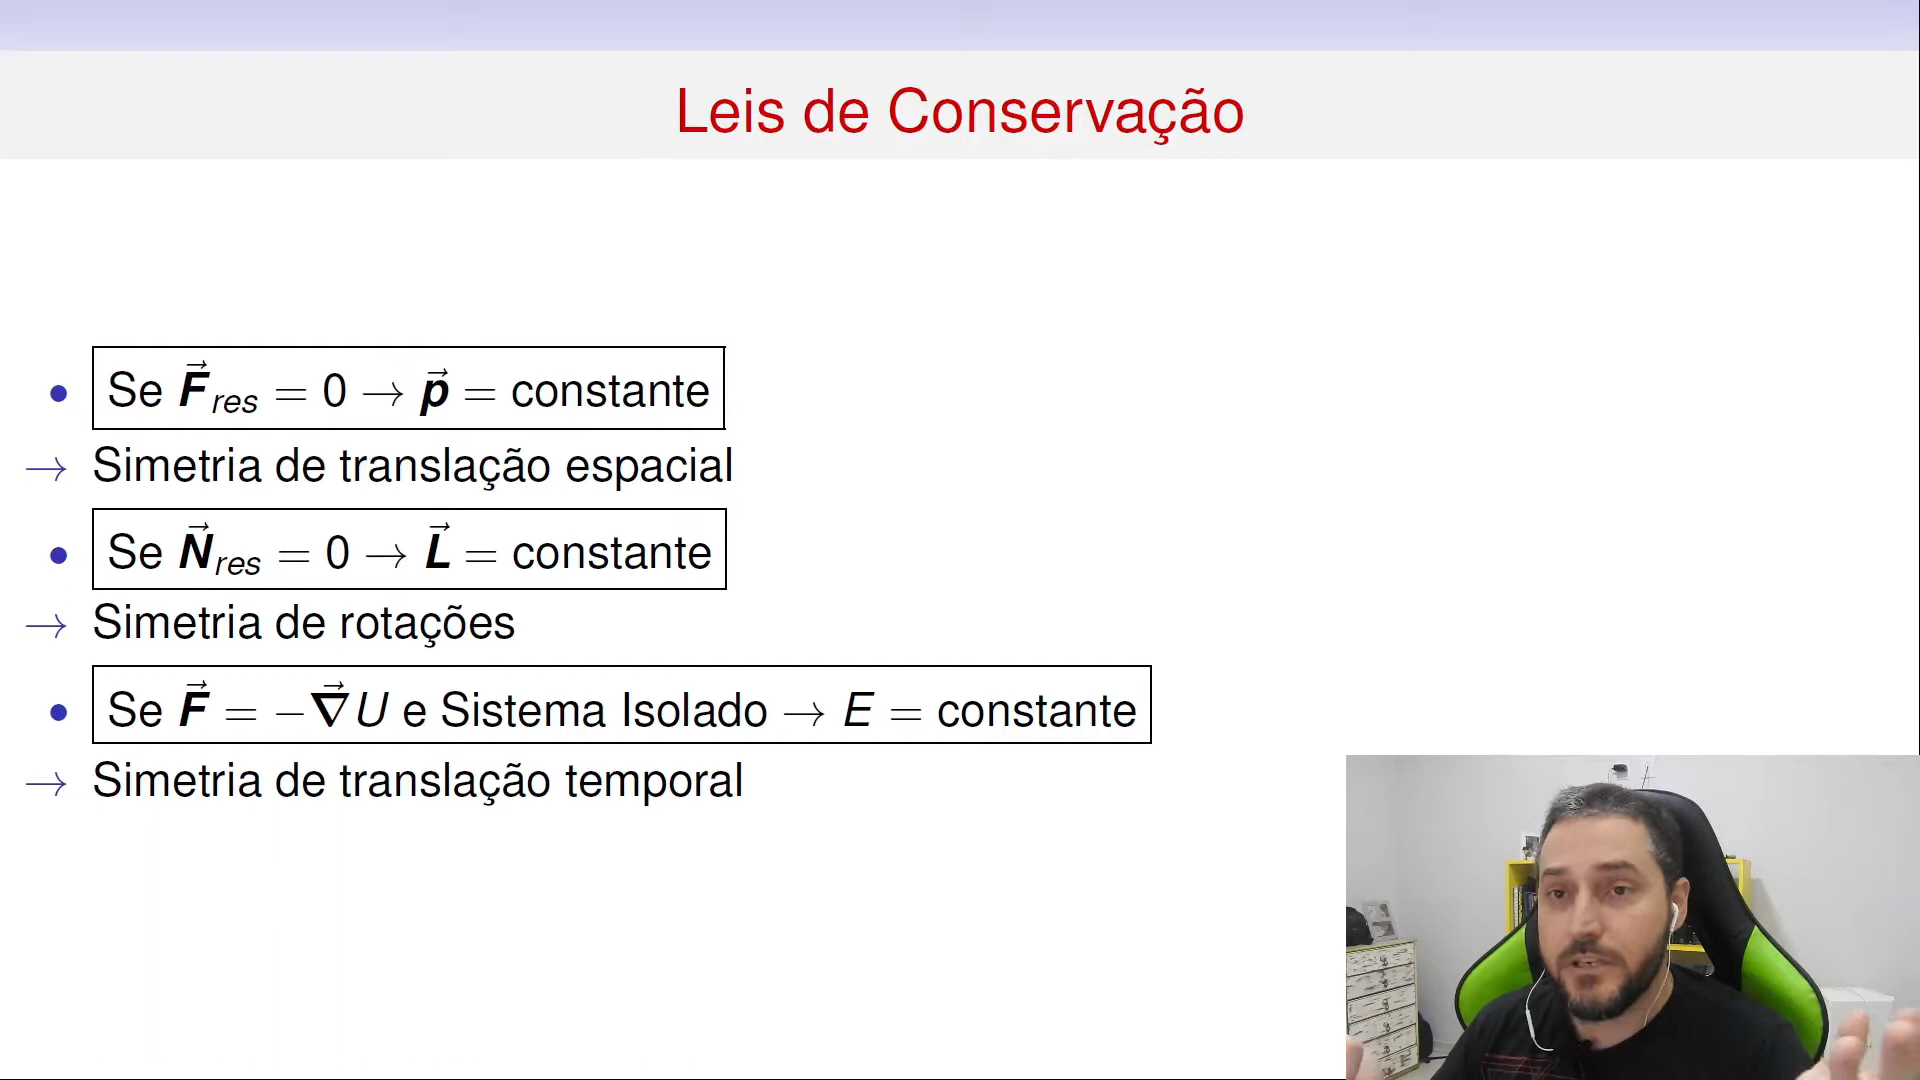 Leis de Conservação
• Se F⃗res = 0 → p⃗ = constante
→ Simetria de translação espacial
• Se N⃗res = 0 → L⃗ = constante
→ Simetria de rotações
• Se F⃗ = −∇⃗U e Sistema Isolado → E = constante
→ Simetria de translação temporal